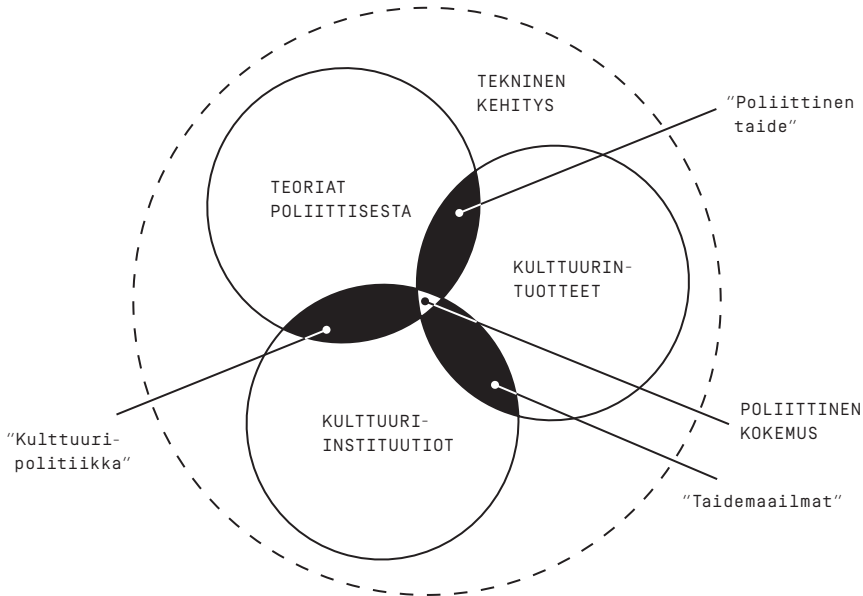 TEKNINEN
KEHITYS
"Poliittinen
taide"
TEORIAT
POLIITTISESTA
KULTTUURIN-
TUOTTEET
KULTTUURI-
INSTITUUTIOT
POLIITTINEN
KOKEMUS
"Kulttuuri-
politiikka"
"Taidemaailmat"